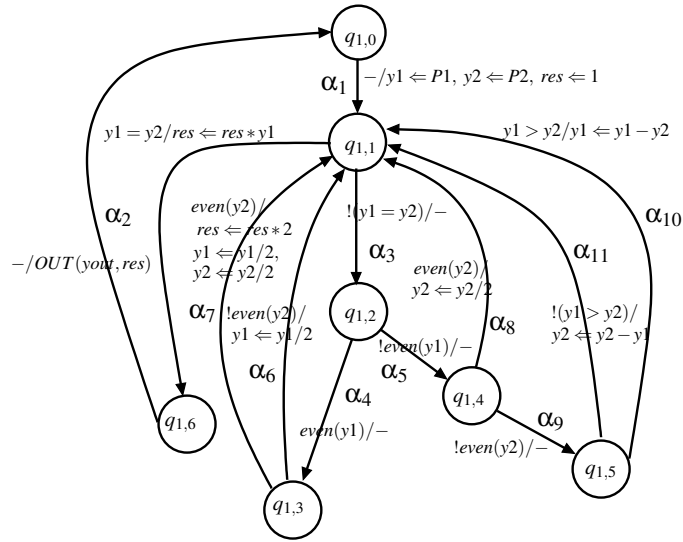 q1,0
α1
−/y1 ⇐ P1, y2 ⇐ P2, res ⇐ 1
y1 = y2/res ⇐ res ∗ y1
q1,1
y1 > y2/y1 ⇐ y1 − y2
α2
−/OUT(yout, res)
even(y2)/
res ⇐ res ∗ 2
y1 ⇐ y1/2,
y2 ⇐ y2/2
!(y1 = y2)/−
α10
α3
α11
even(y2)/
y2 ⇐ y2/2
α7
!even(y2)/
y1 ⇐ y1/2
q1,2
α8
!(y1 > y2)/
y2 ⇐ y2 − y1
!even(y1)/−
α6
α5
α4
q1,4
q1,6
even(y1)/−
α9
!even(y2)/−
q1,5
q1,3